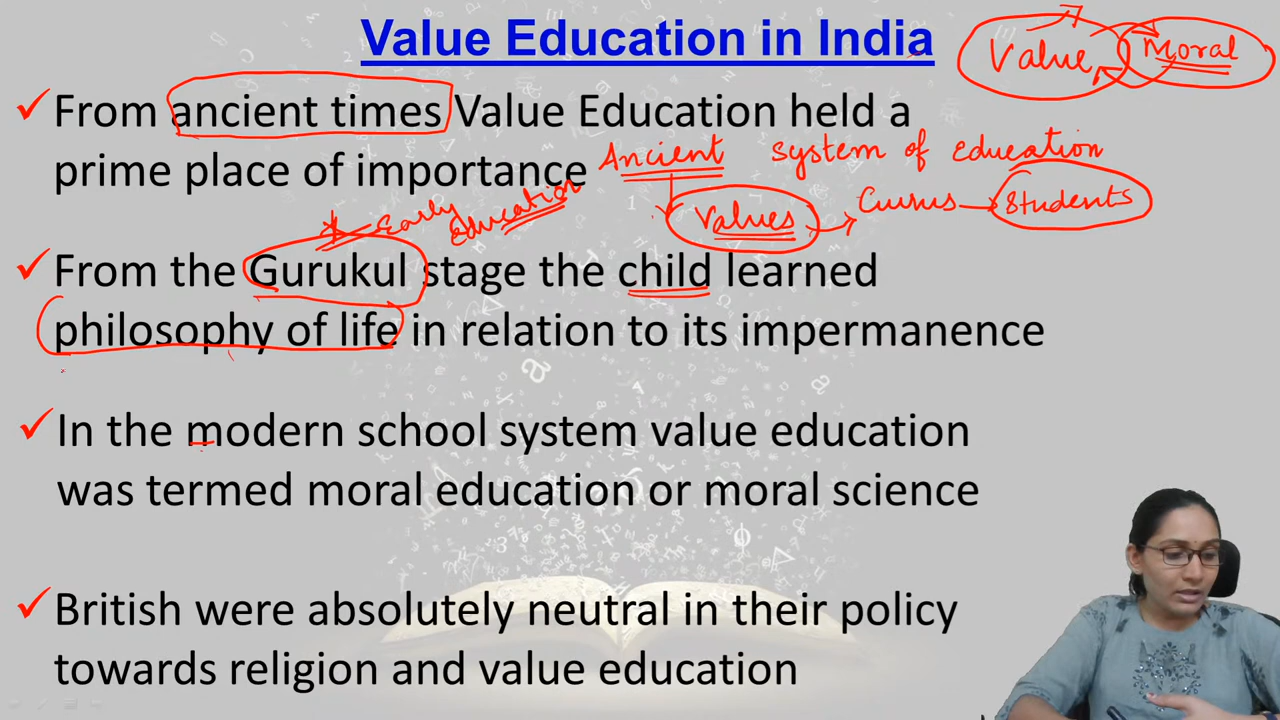 Value Education in India
Value Moral
From ancient times Value Education held a
prime place of importance
Ancient system of Education
Values Gurus Students
* Early
Education
From the Gurukul stage the child learned
philosophy of life in relation to its impermanence
In the modern school system value education
was termed moral education or moral science
British were absolutely neutral in their policy
towards religion and value education